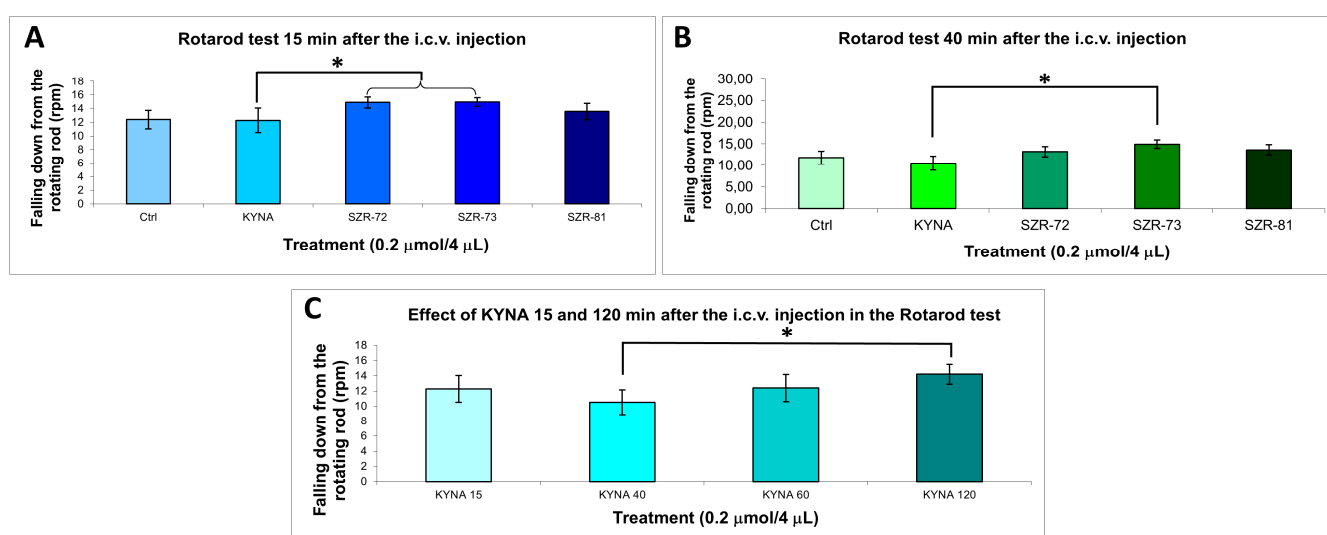 A
Rotarod test 15 min after the i.c.v. injection
*
Falling down from the
rotating rod (rpm)
18
16
14
12
10
8
6
4
2
0
Ctrl
KYNA
SZR-72
SZR-73
SZR-81
Treatment (0.2 μmol/4 μL)
B
Rotarod test 40 min after the i.c.v. injection
*
Falling down from the
rotating rod (rpm)
30,00
25,00
20,00
15,00
10,00
5,00
0,00
Ctrl
KYNA
SZR-72
SZR-73
SZR-81
Treatment (0.2 μmol/4 μL)
C
Effect of KYNA 15 and 120 min after the i.c.v. injection in the Rotarod test
*
Falling down from the
rotating rod (rpm)
18
16
14
12
10
8
6
4
2
0
KYNA 15
KYNA 40
KYNA 60
KYNA 120
Treatment (0.2 μmol/4 μL)